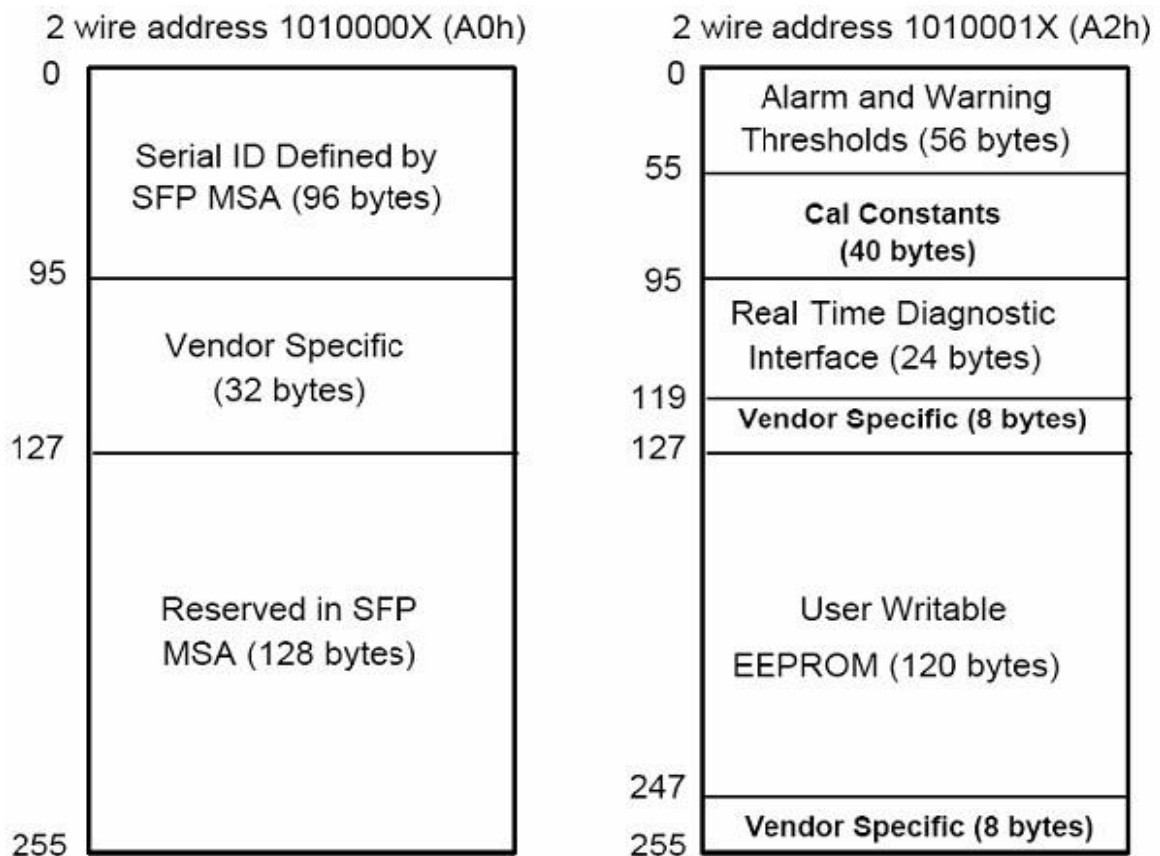 2 wire address 1010000X (A0h)
0
Serial ID Defined by
SFP MSA (96 bytes)
95
Vendor Specific
(32 bytes)
127
Reserved in SFP
MSA (128 bytes)
255
2 wire address 1010001X (A2h)
0
Alarm and Warning
Thresholds (56 bytes)
55
Cal Constants
(40 bytes)
95
Real Time Diagnostic
Interface (24 bytes)
119
Vendor Specific (8 bytes)
127
User Writable
EEPROM (120 bytes)
247
Vendor Specific (8 bytes)
255